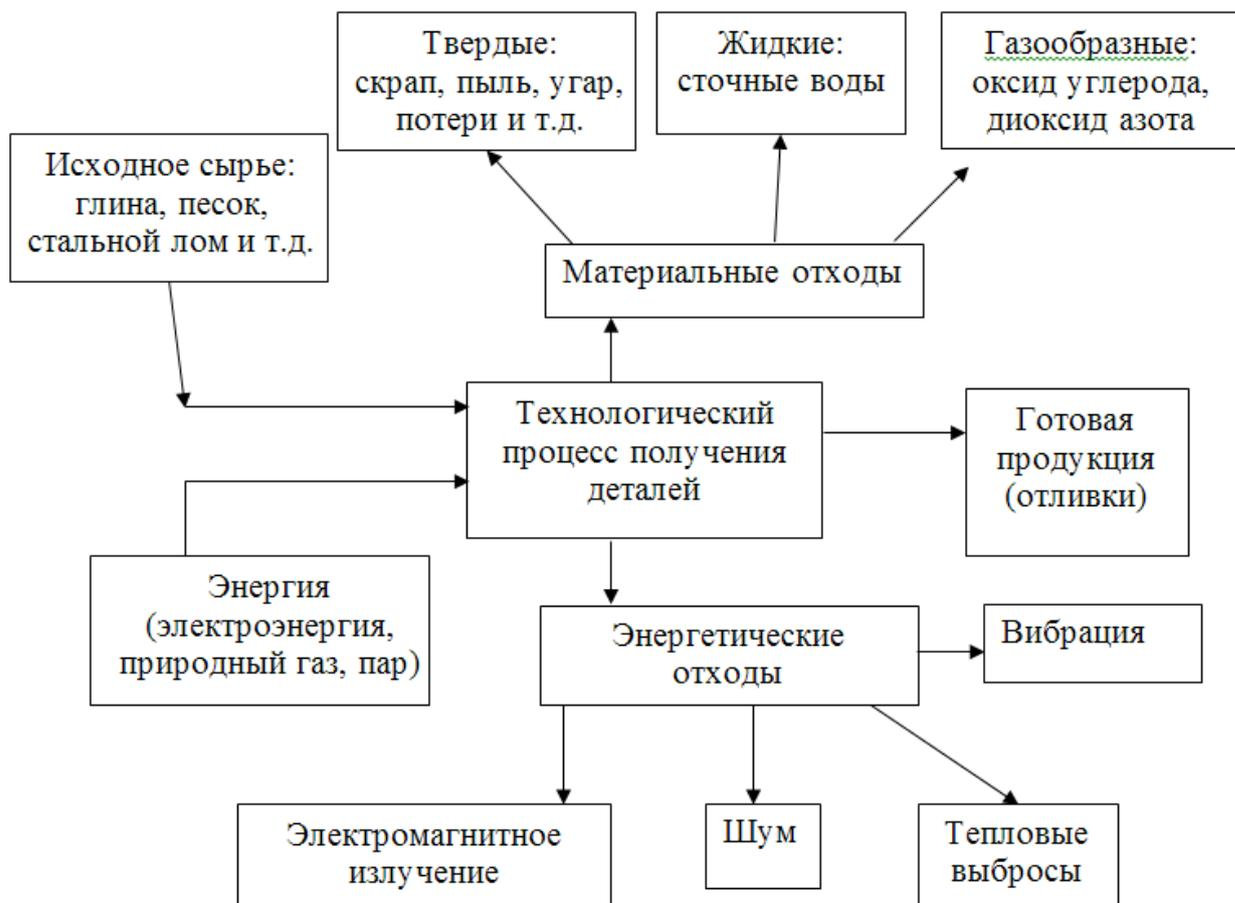 Твердые:
скрап, пыль, угар,
потери и т.д.
Жидкие:
сточные воды
Газообразные:
оксид углерода,
диоксид азота
Исходное сырье:
глина, песок,
стальной лом и т.д.
Материальные отходы
Технологический
процесс получения
деталей
Готовая
продукция
(отливки)
Энергия
(электроэнергия,
природный газ, пар)
Энергетические
отходы
Вибрация
Электромагнитное
излучение
Шум
Тепловые
выбросы